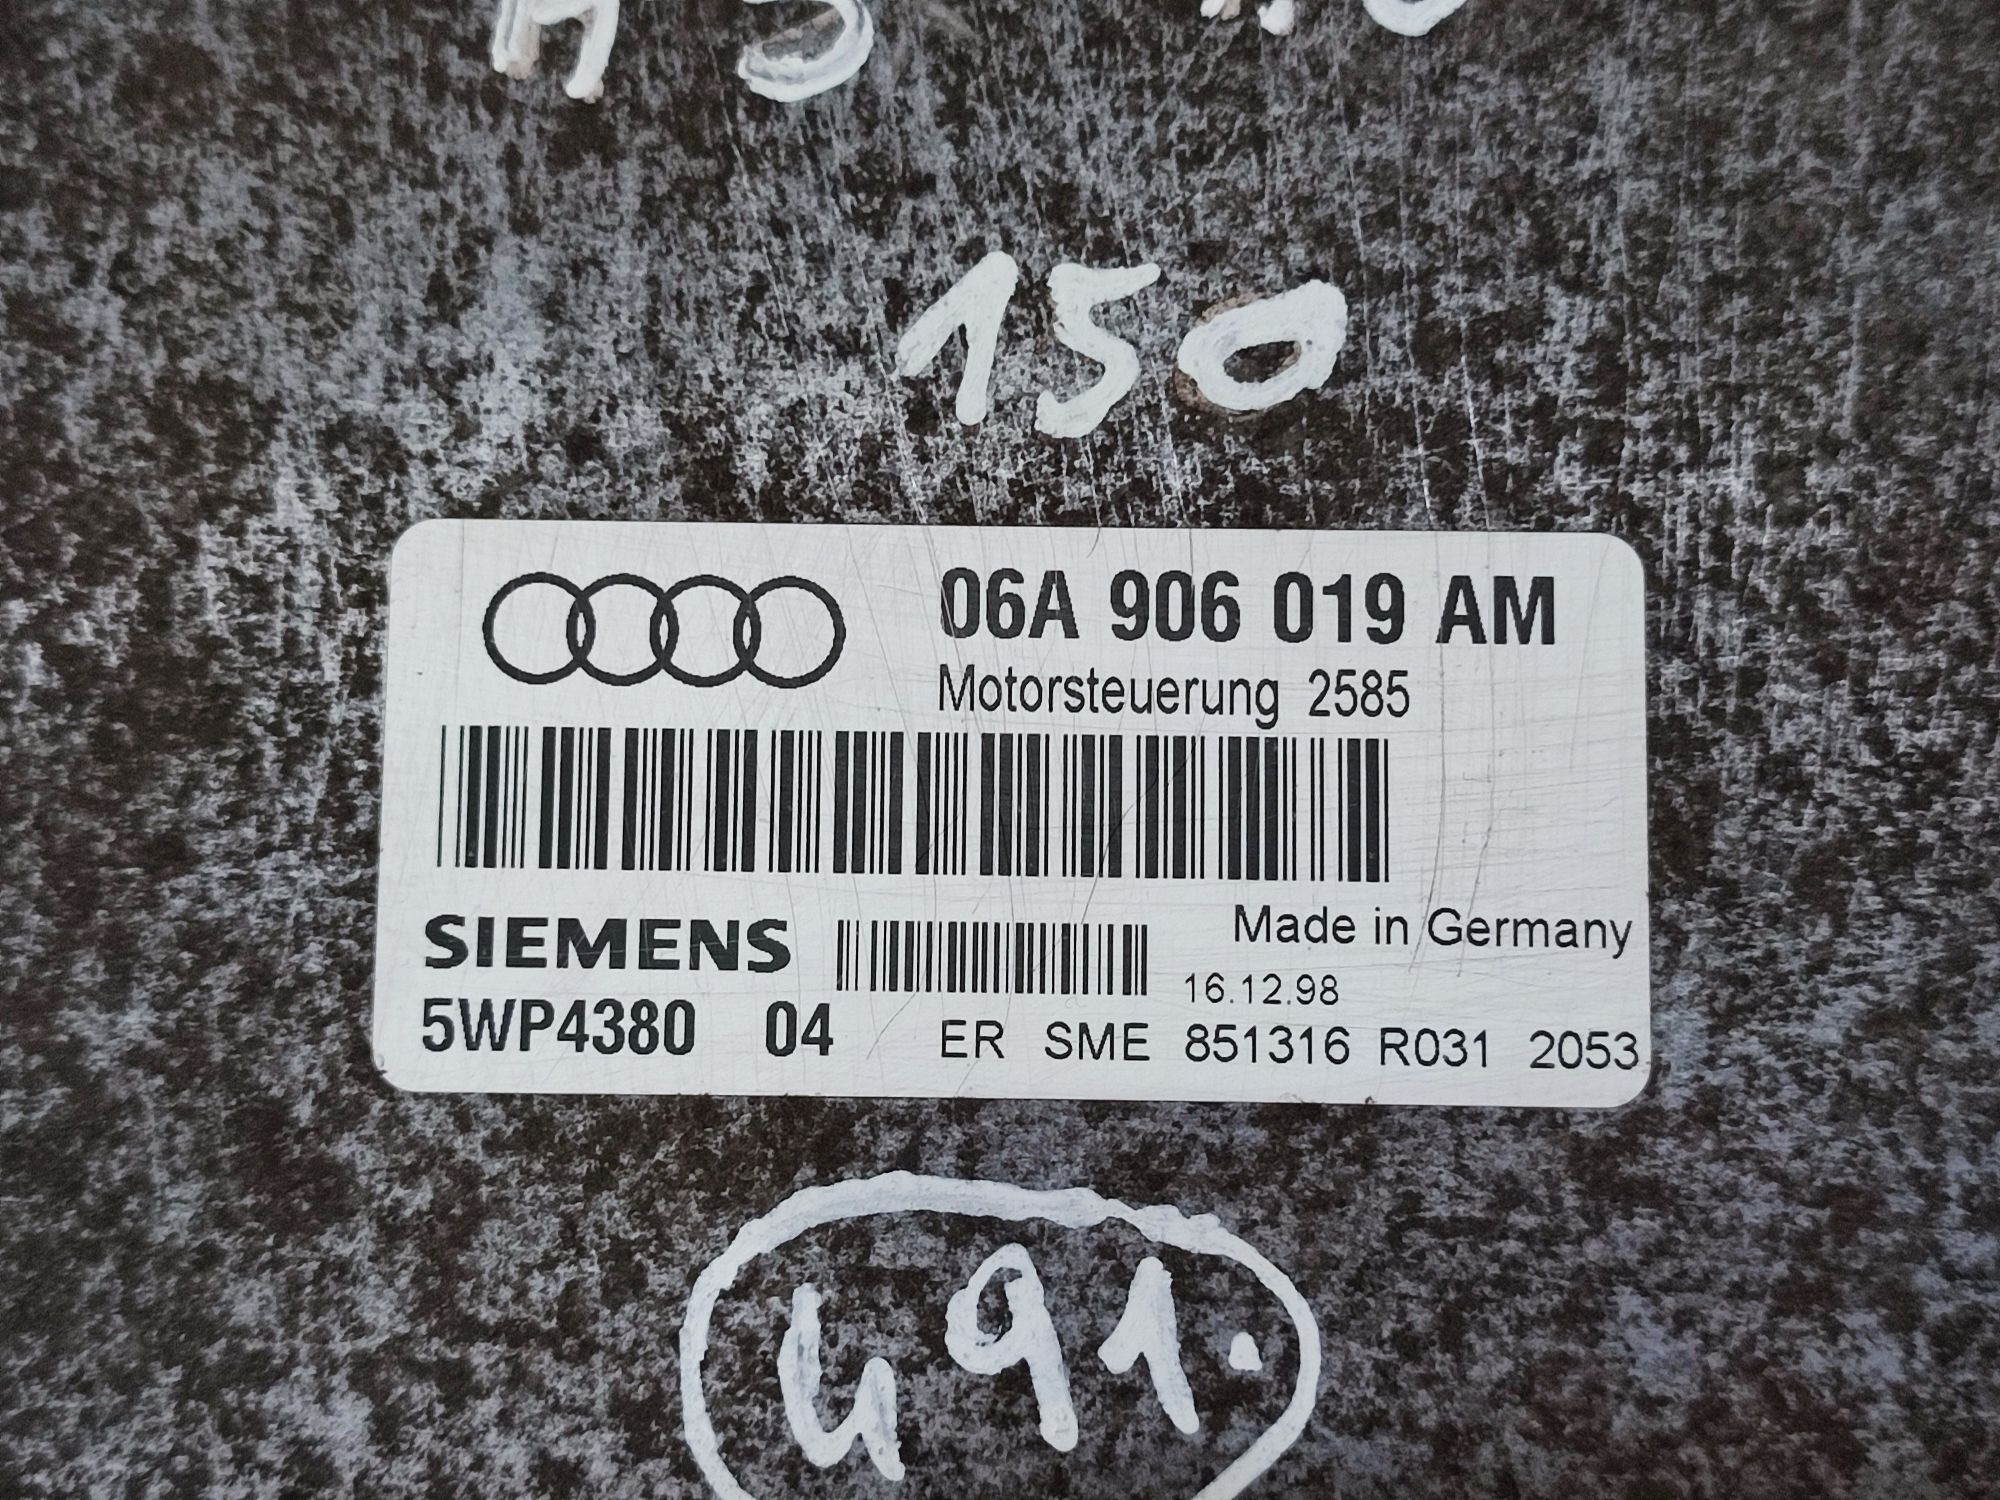 150
06A 906 019 AM
Motorsteuerung 2585
SIEMENS
Made in Germany
16.12.98
5WP4380 04
ER SME 851316 R031 2053
491.